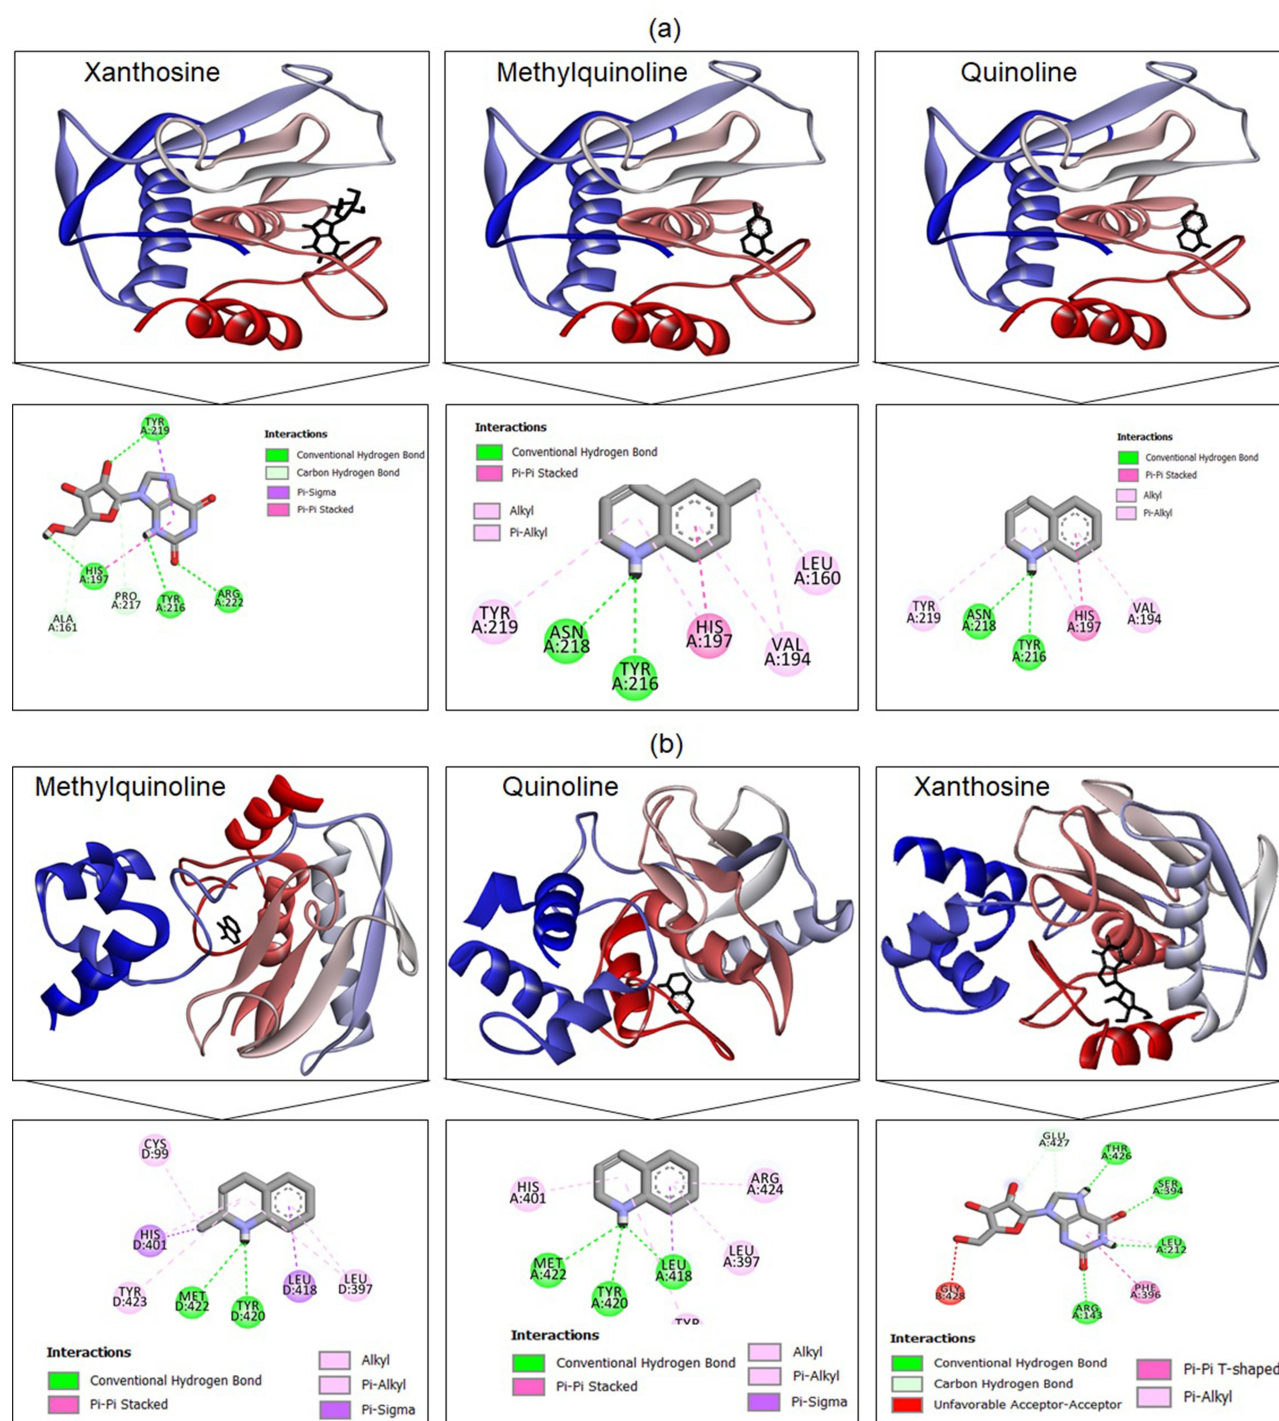 (a)
Xanthosine
Methylquinoline
Quinoline
TYR
A:219
Interactions
Conventional Hydrogen Bond
Carbon Hydrogen Bond
Pi-Sigma
Pi-Pi Stacked
HIS
A:197
PRO
A:217
TYR
A:216
ARG
A:222
ALA
A:161
Interactions
Conventional Hydrogen Bond
Pi-Pi Stacked
Alkyl
Pi-Alkyl
LEU
A:160
TYR
A:219
ASN
A:218
HIS
A:197
VAL
A:194
TYR
A:216
Interactions
Conventional Hydrogen Bond
Pi-Pi Stacked
Alkyl
Pi-Alkyl
TYR
A:219
ASN
A:218
HIS
A:197
VAL
A:194
TYR
A:216
(b)
Methylquinoline
Quinoline
Xanthosine
CYS
D:99
HIS
D:401
TYR
D:423
MET
D:422
TYR
D:420
LEU
D:418
LEU
D:397
Interactions
Conventional Hydrogen Bond
Pi-Pi Stacked
Alkyl
Pi-Alkyl
Pi-Sigma
HIS
A:401
ARG
A:424
MET
A:422
TYR
A:420
LEU
A:418
LEU
A:397
TYR
Interactions
Conventional Hydrogen Bond
Pi-Pi Stacked
Alkyl
Pi-Alkyl
Pi-Sigma
GLU
A:427
THR
A:426
SER
A:394
LEU
A:212
PHE
A:396
GLY
B:428
ARG
A:143
Interactions
Conventional Hydrogen Bond
Carbon Hydrogen Bond
Unfavorable Acceptor-Acceptor
Pi-Pi T-shaped
Pi-Alkyl